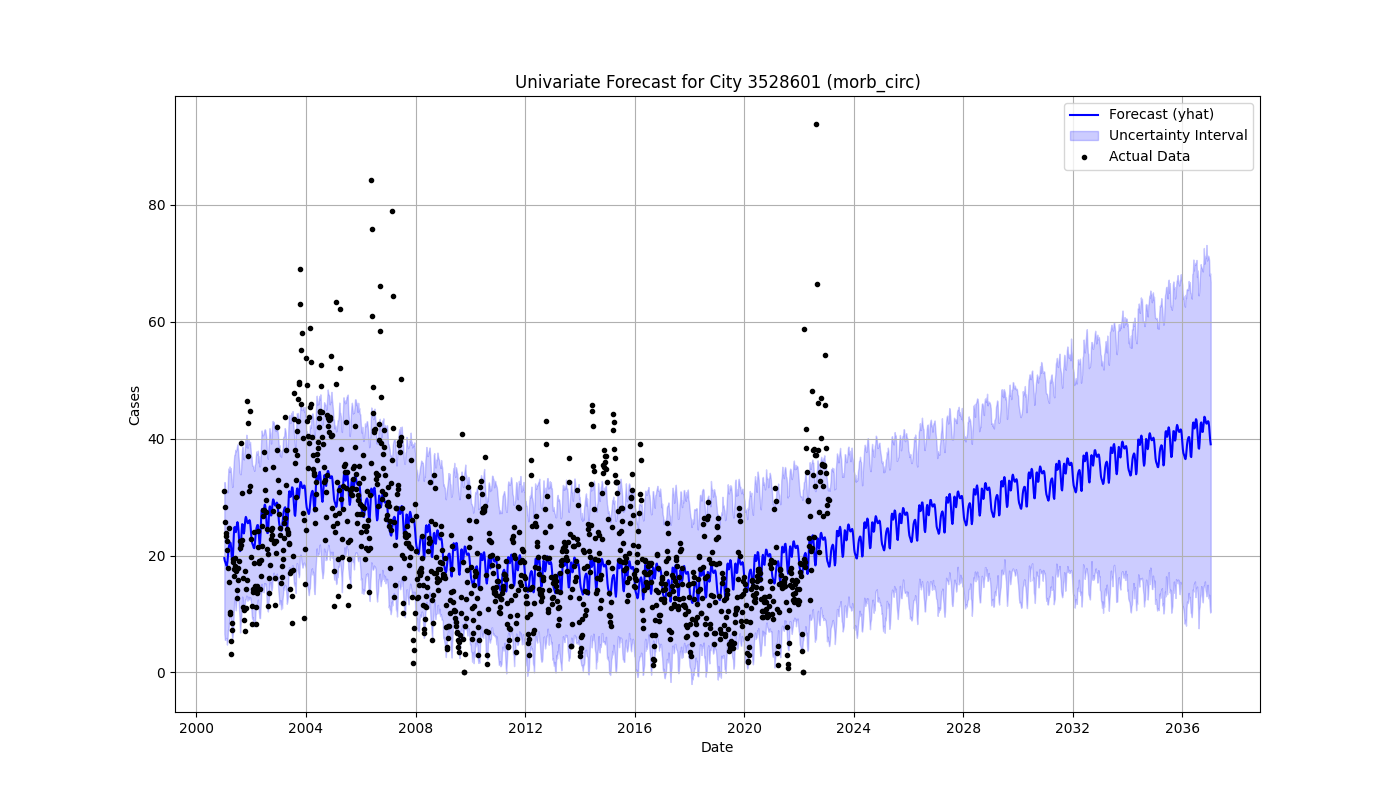 Univariate Forecast for City 3528601 (morb_circ)
Forecast (yhat)
Uncertainty Interval
Actual Data
Cases
80
60
40
20
0
2000 2004 2008 2012 2016 2020 2024 2028 2032 2036
Date